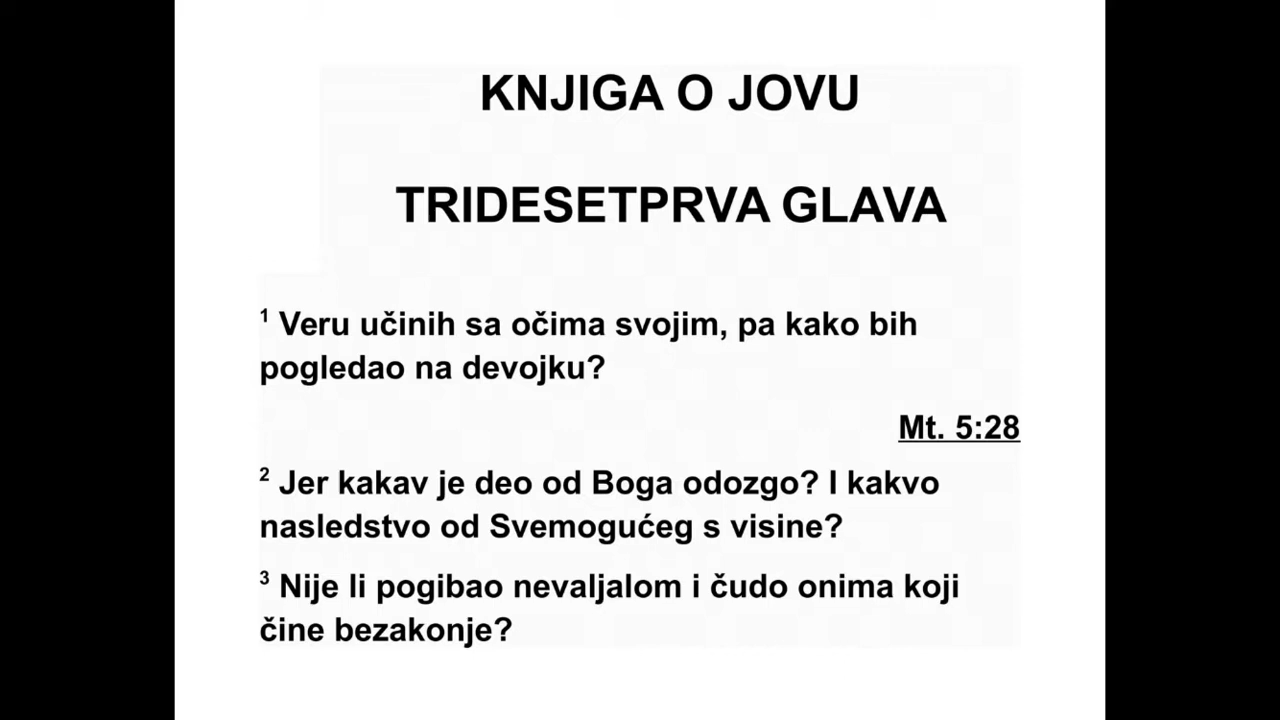 KNJIGA O JOVU
TRIDESETPRVA GLAVA
1 Veru učinih sa očima svojim, pa kako bih
pogledao na devojku?
Mt. 5:28
2 Jer kakav je deo od Boga odozgo? I kakvo
nasledstvo od Svemogućeg s visine?
3 Nije li pogibao nevaljalom i čudo onima koji
čine bezakonje?